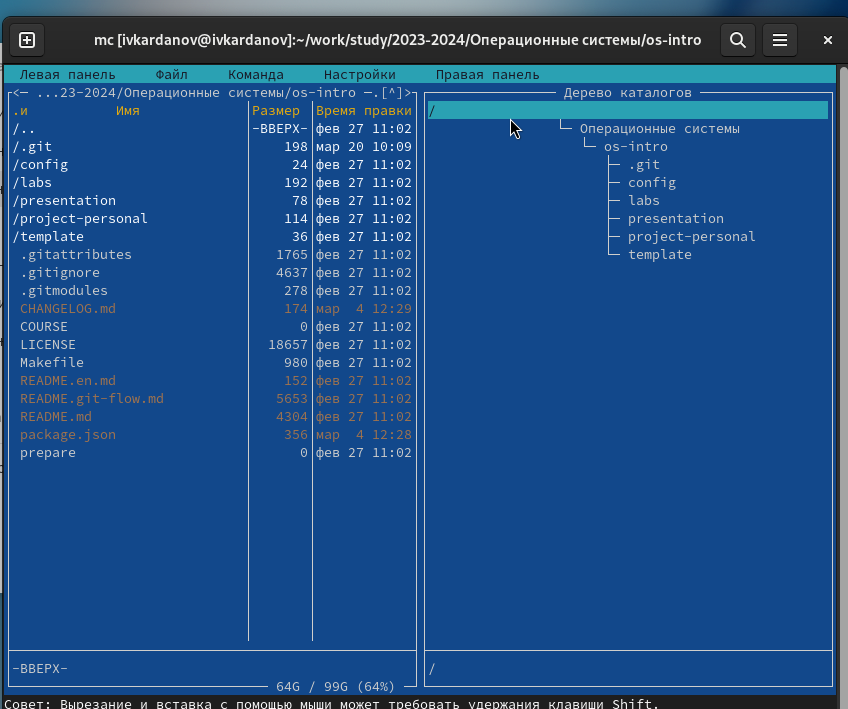 mc [ivkardanov@ivkardanov]:~/work/study/2023-2024/Операционные системы/os-intro
Левая панель Файл Команда Настройки Правая панель
<— ...23-2024/Операционные системы/os-intro —.[^]>
.и Имя Размер Время правки
/.. -ВВЕРХ- фев 27 11:02
/.git 198 мар 20 10:09
/config 24 фев 27 11:02
/labs 192 фев 27 11:02
/presentation 78 фев 27 11:02
/project-personal 114 фев 27 11:02
/template 36 фев 27 11:02
.gitattributes 1765 фев 27 11:02
.gitignore 4637 фев 27 11:02
.gitmodules 278 фев 27 11:02
CHANGELOG.md 174 мар 4 12:29
COURSE 0 фев 27 11:02
LICENSE 18657 фев 27 11:02
Makefile 980 фев 27 11:02
README.en.md 152 фев 27 11:02
README.git-flow.md 5653 фев 27 11:02
README.md 4304 фев 27 11:02
package.json 356 мар 4 12:28
prepare 0 фев 27 11:02
-ВВЕРХ-
64G / 99G (64%)
Дерево каталогов
/
Операционные системы
os-intro
.git
config
labs
presentation
project-personal
template
/
Совет: Вырезание и вставка с помощью мыши может требовать удержания клавиши Shift.